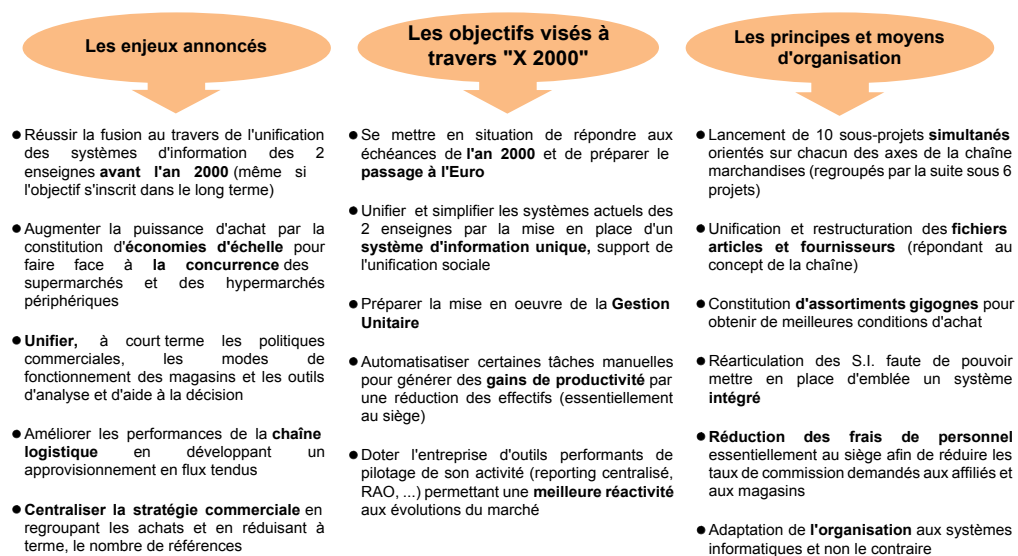 Les enjeux annoncés
Réussir la fusion au travers de l'unification
des systèmes d'information des 2
enseignes avant l'an 2000 (même si
l'objectif s'inscrit dans le long terme)
Augmenter la puissance d'achat par la
constitution d'économies d'échelle pour
faire face à la concurrence des
supermarchés et des hypermarchés
périphériques
Unifier, à court terme les politiques
commerciales, les modes de
fonctionnement des magasins et les outils
d'analyse et d'aide à la décision
Améliorer les performances de la chaîne
logistique en développant un
approvisionnement en flux tendus
Centraliser la stratégie commerciale en
regroupant les achats et en réduisant à
terme, le nombre de références
Les objectifs visés à
travers "X 2000"
Se mettre en situation de répondre aux
échéances de l'an 2000 et de préparer le
passage à l'Euro
Unifier et simplifier les systèmes actuels des
2 enseignes par la mise en place d'un
système d'information unique, support de
l'unification sociale
Préparer la mise en oeuvre de la Gestion
Unitaire
Automatisatiser certaines tâches manuelles
pour générer des gains de productivité par
une réduction des effectifs (essentiellement
au siège)
Doter l'entreprise d'outils performants de
pilotage de son activité (reporting centralisé,
RAO, ...) permettant une meilleure réactivité
aux évolutions du marché
Les principes et moyens
d'organisation
Lancement de 10 sous-projets simultanés
orientés sur chacun des axes de la chaîne
marchandises (regroupés par la suite sous 6
projets)
Unification et restructuration des fichiers
articles et fournisseurs (répondant au
concept de la chaîne)
Constitution d'assortiments gigognes pour
obtenir de meilleures conditions d'achat
Réarticulation des S.I. faute de pouvoir
mettre en place d'emblée un système
intégré
Réduction des frais de personnel
essentiellement au siège afin de réduire les
taux de commission demandés aux affiliés et
aux magasins
Adaptation de l'organisation aux systèmes
informatiques et non le contraire